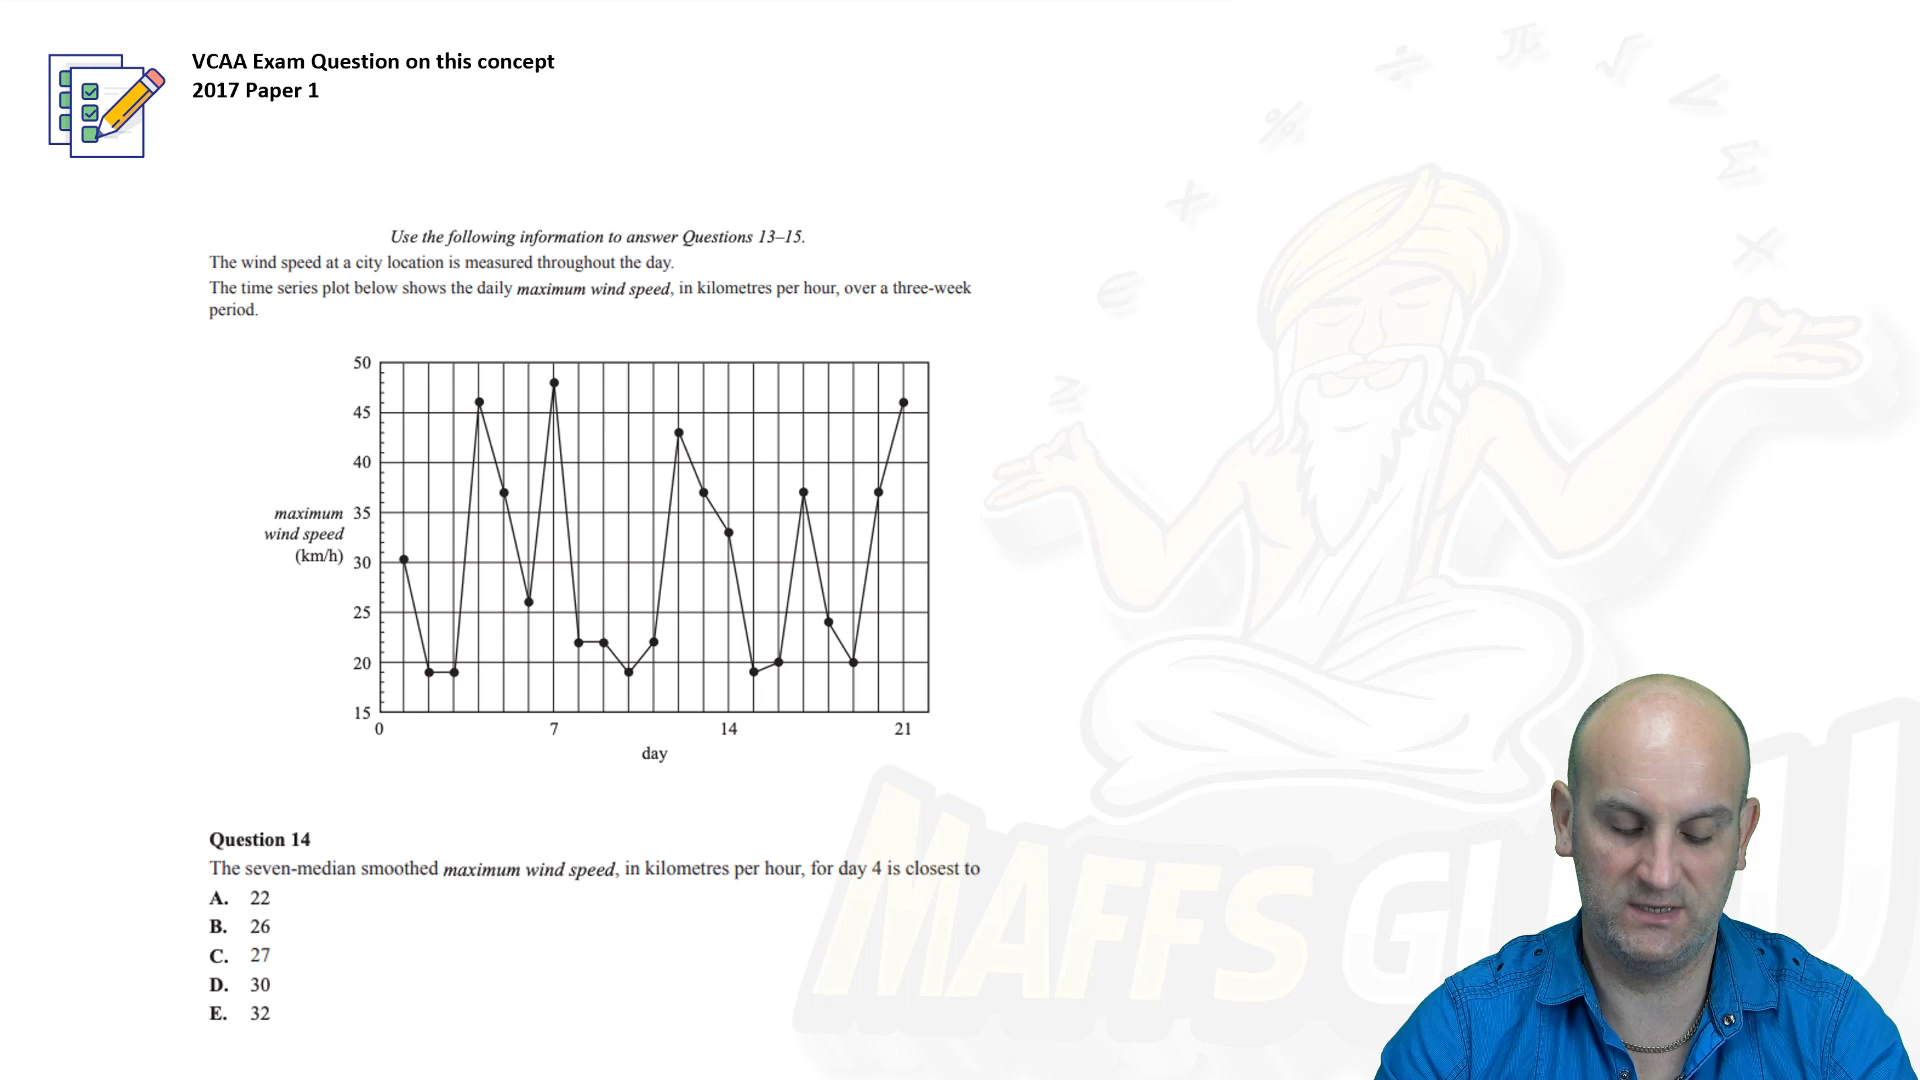 VCAA Exam Question on this concept
2017 Paper 1
Use the following information to answer Questions 13–15.
The wind speed at a city location is measured throughout the day.
The time series plot below shows the daily maximum wind speed, in kilometres per hour, over a three-week
period.
50
45
40
maximum 35
wind speed
(km/h) 30
25
20
15
0 7 14 21
day
Question 14
The seven-median smoothed maximum wind speed, in kilometres per hour, for day 4 is closest to
A. 22
B. 26
C. 27
D. 30
E. 32
MAFFS GURU